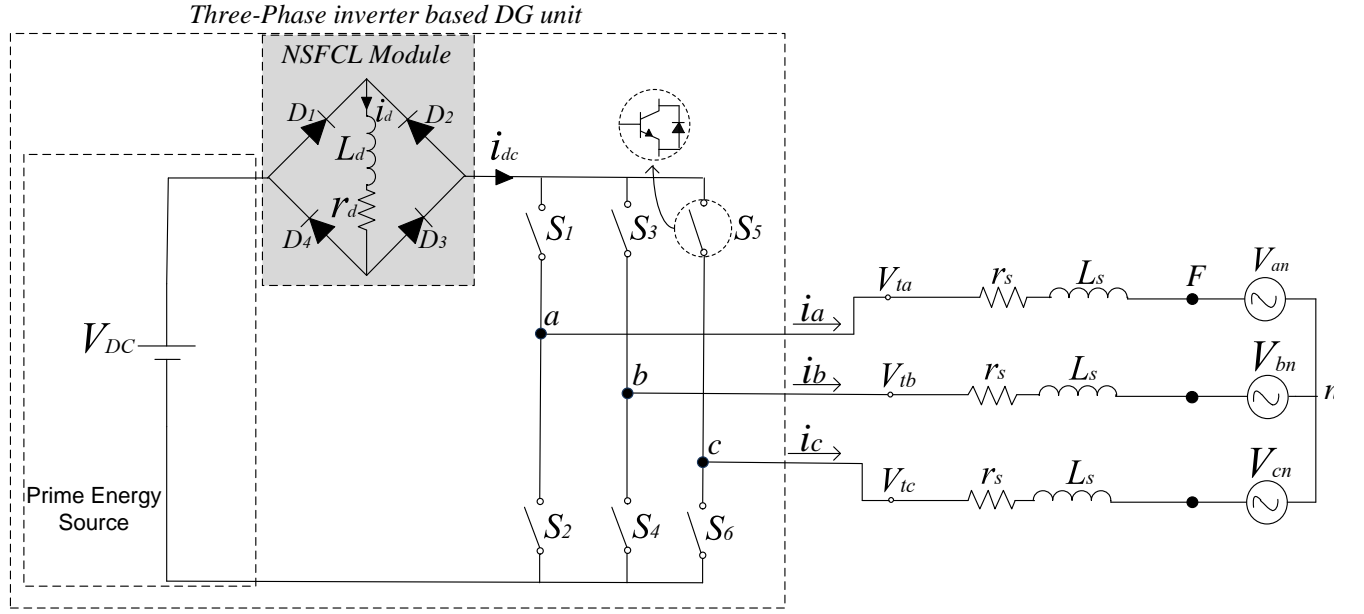 Three-Phase inverter based DG unit
NSFCL Module
D1
id
D2
Ld
rd
D4
D3
idc
S1
S3
S5
VDC
Prime Energy
Source
a
b
c
S2
S4
S6
ia
Vta
rs
Ls
F
Van
ib
Vtb
rs
Ls
Vbn
n
ic
Vtc
rs
Ls
Vcn